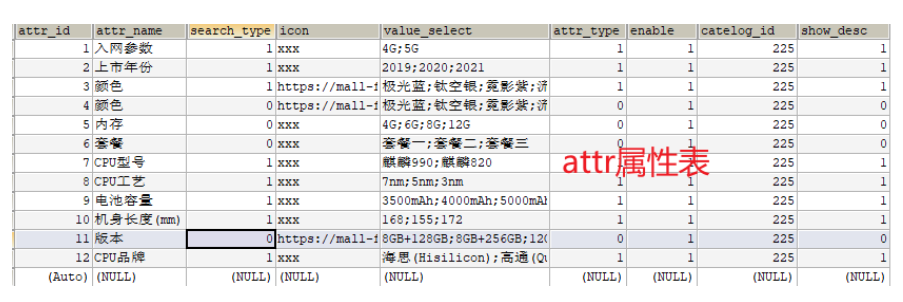 attr_id attr_name search_type icon value_select attr_type enable catelog_id show_desc
1 入网参数 1 xxx 4G;5G 1 1 225 1
2 上市年份 1 xxx 2019;2020;2021 1 1 225 1
3 颜色 1 https://mall-f 极光蓝;钛空银;霓影紫; 1 1 225 1
4 颜色 0 https://mall-f 极光蓝;钛空银;霓影紫; 0 1 225 0
5 内存 0 xxx 4G;6G;8G;12G 0 1 225 0
6 套餐 0 xxx 套餐一;套餐二;套餐三 0 1 225 0
7 CPU型号 1 xxx 麒麟990;麒麟820 1 1 225 1
attr属性表
8 CPU工艺 1 xxx 7nm;5nm;3nm 1 1 225 1
9 电池容量 1 xxx 3500mAh;4000mAh;5000mAh 1 1 225 1
10 机身长度(mm) 1 xxx 168;155;172 1 1 225 1
11 版本 0 https://mall-f 8GB+128GB;8GB+256GB;12G 0 1 225 0
12 CPU品牌 1 xxx 海思(Hisilicon);高通(Qu 1 1 225 1
(Auto) (NULL) (NULL) (NULL) (NULL) (NULL) (NULL) (NULL) (NULL)